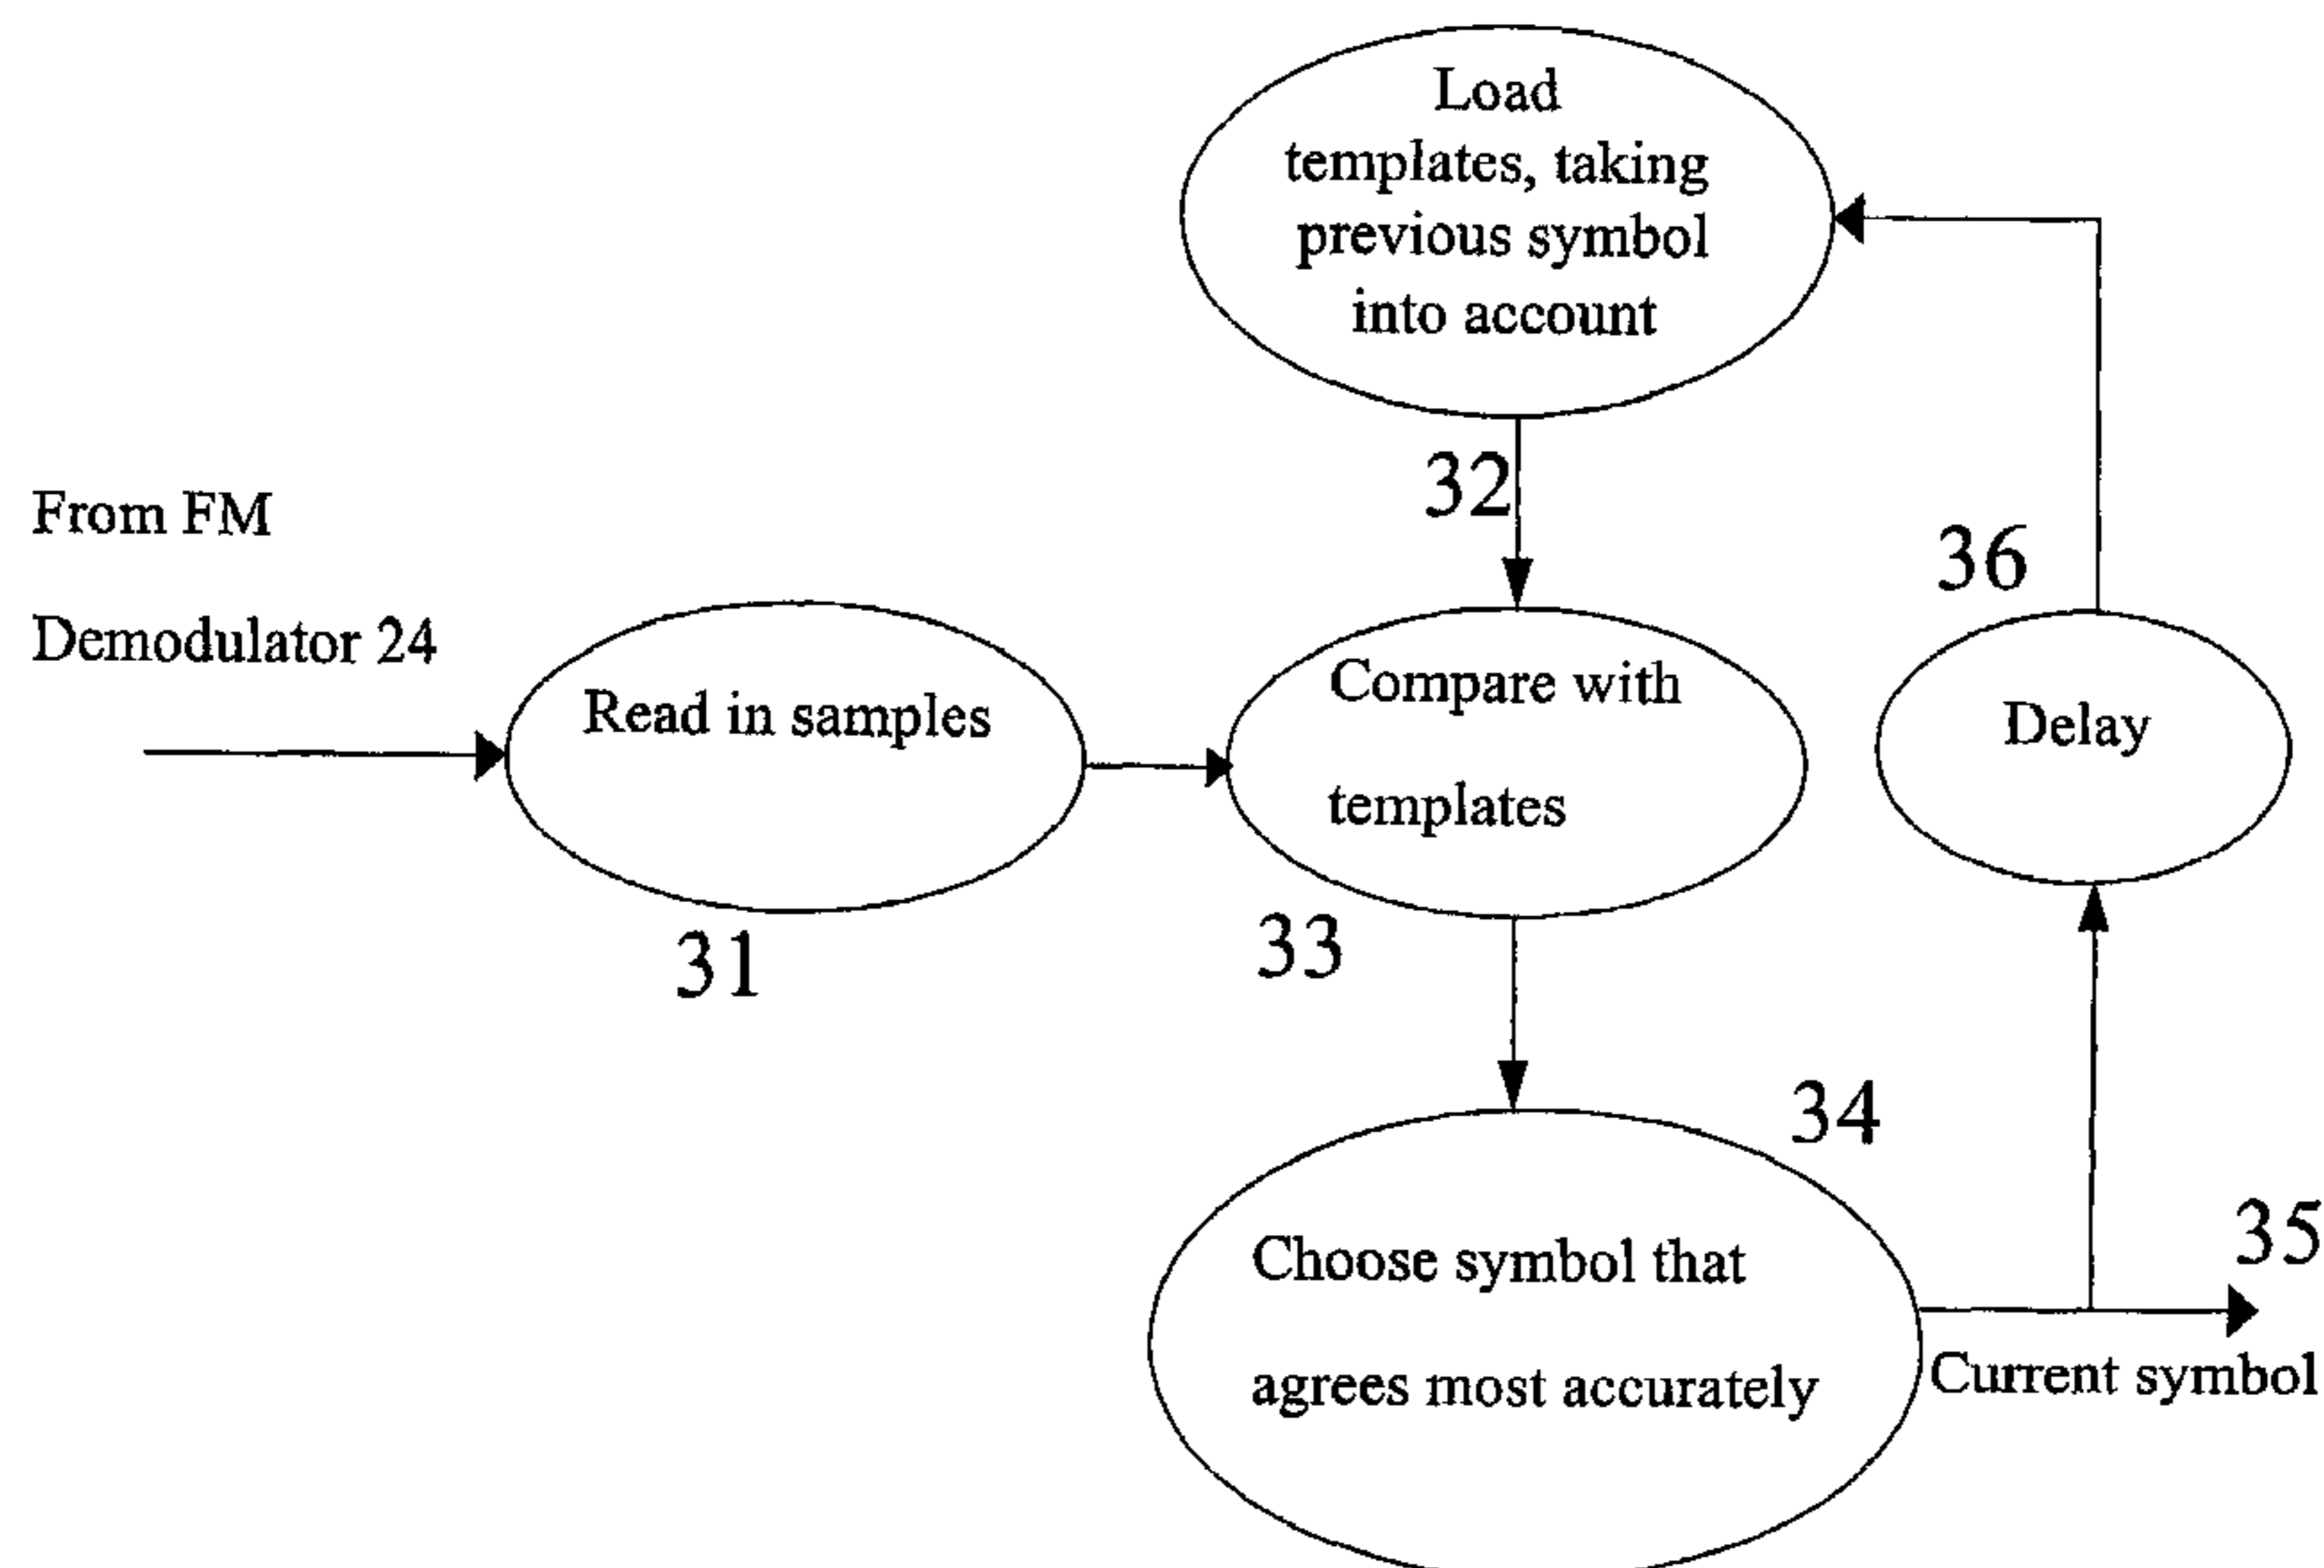 Load
templates, taking
previous symbol
into account
32
From FM
Demodulator 24
36
Read in samples
Compare with
templates
Delay
31
33
34
Choose symbol that
agrees most accurately
35
Current symbol